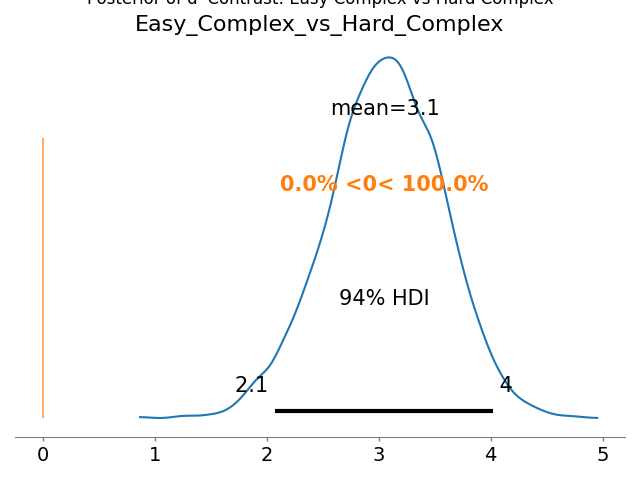 Posterior of d' Contrast: Easy Complex vs Hard Complex
Easy_Complex_vs_Hard_Complex
mean=3.1
0.0% <0< 100.0%
94% HDI
2.1 4
0 1 2 3 4 5